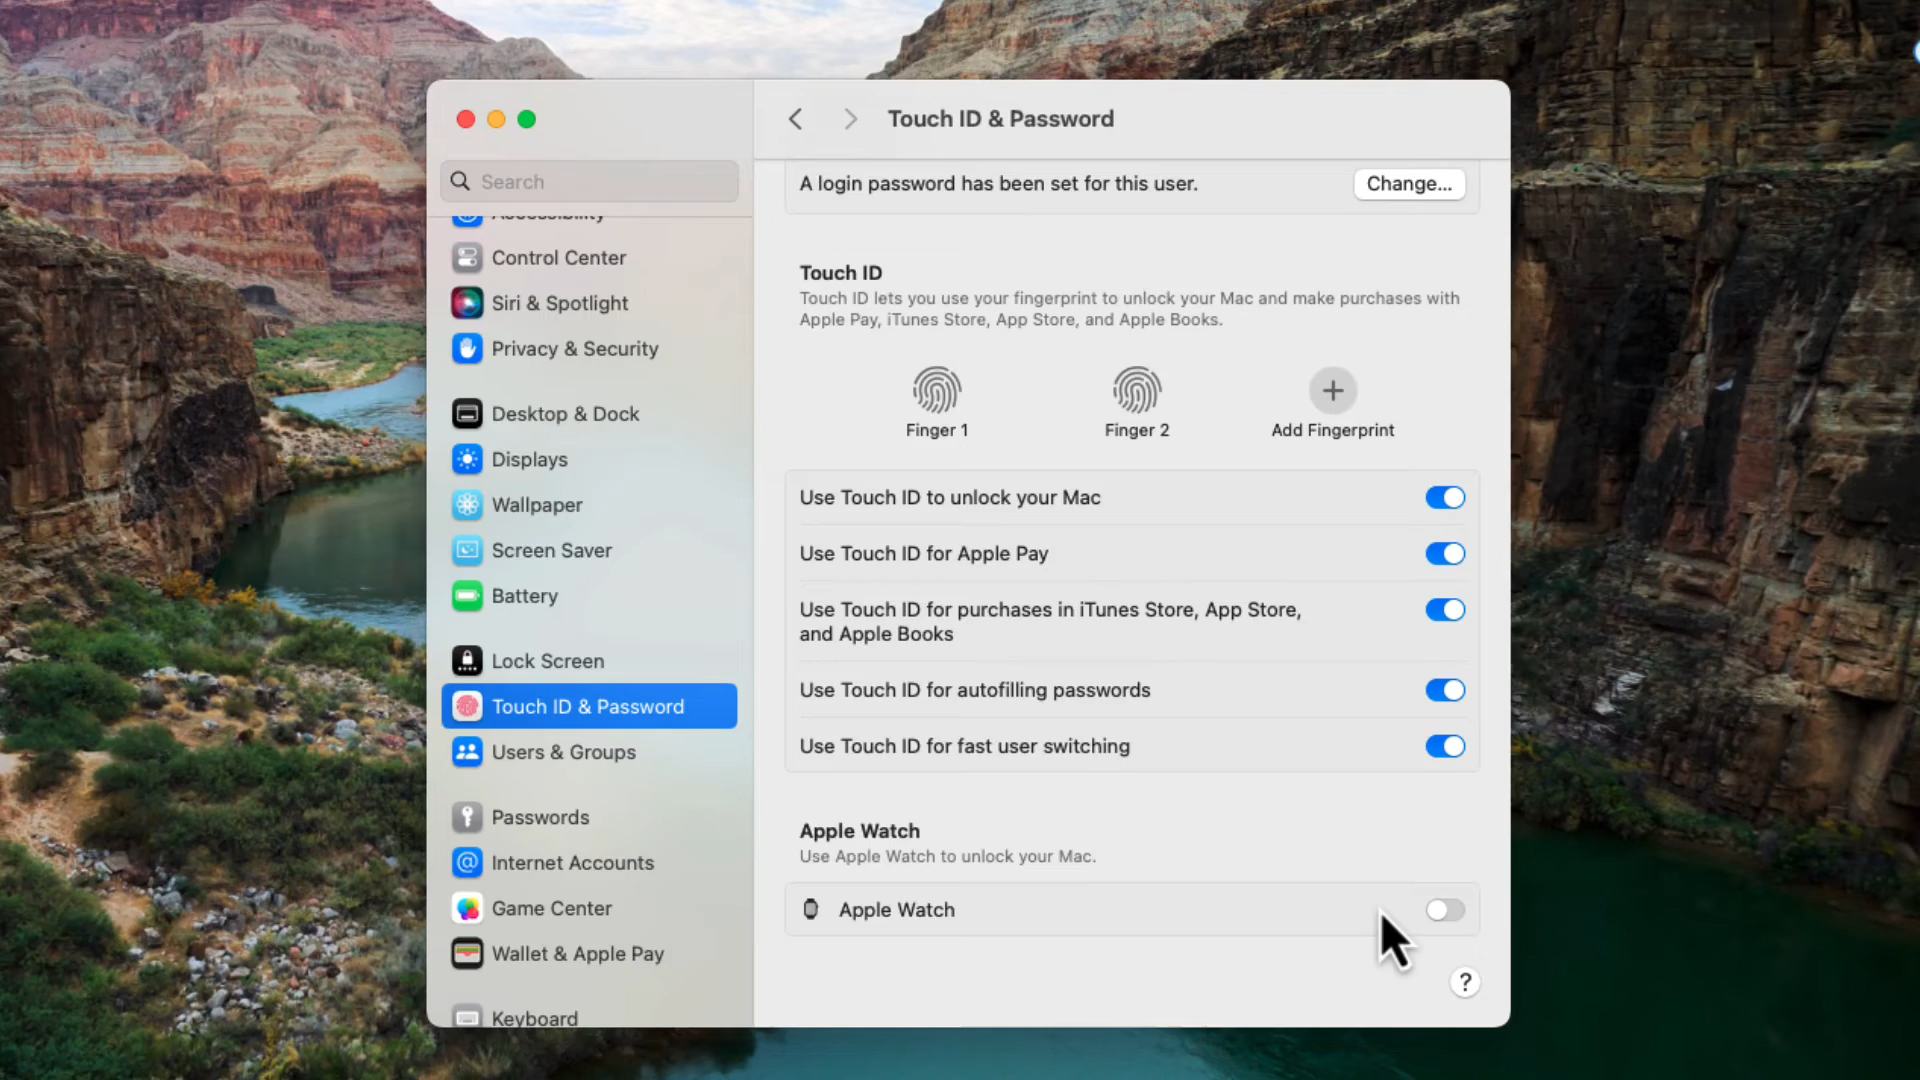 Touch ID & Password
Search
A login password has been set for this user.
Change...
Accessibility
Control Center
Siri & Spotlight
Privacy & Security
Desktop & Dock
Displays
Wallpaper
Screen Saver
Battery
Lock Screen
Touch ID & Password
Users & Groups
Passwords
Internet Accounts
Game Center
Wallet & Apple Pay
Keyboard
Touch ID
Touch ID lets you use your fingerprint to unlock your Mac and make purchases with
Apple Pay, iTunes Store, App Store, and Apple Books.
Finger 1
Finger 2
Add Fingerprint
Use Touch ID to unlock your Mac
Use Touch ID for Apple Pay
Use Touch ID for purchases in iTunes Store, App Store,
and Apple Books
Use Touch ID for autofilling passwords
Use Touch ID for fast user switching
Apple Watch
Use Apple Watch to unlock your Mac.
Apple Watch
?